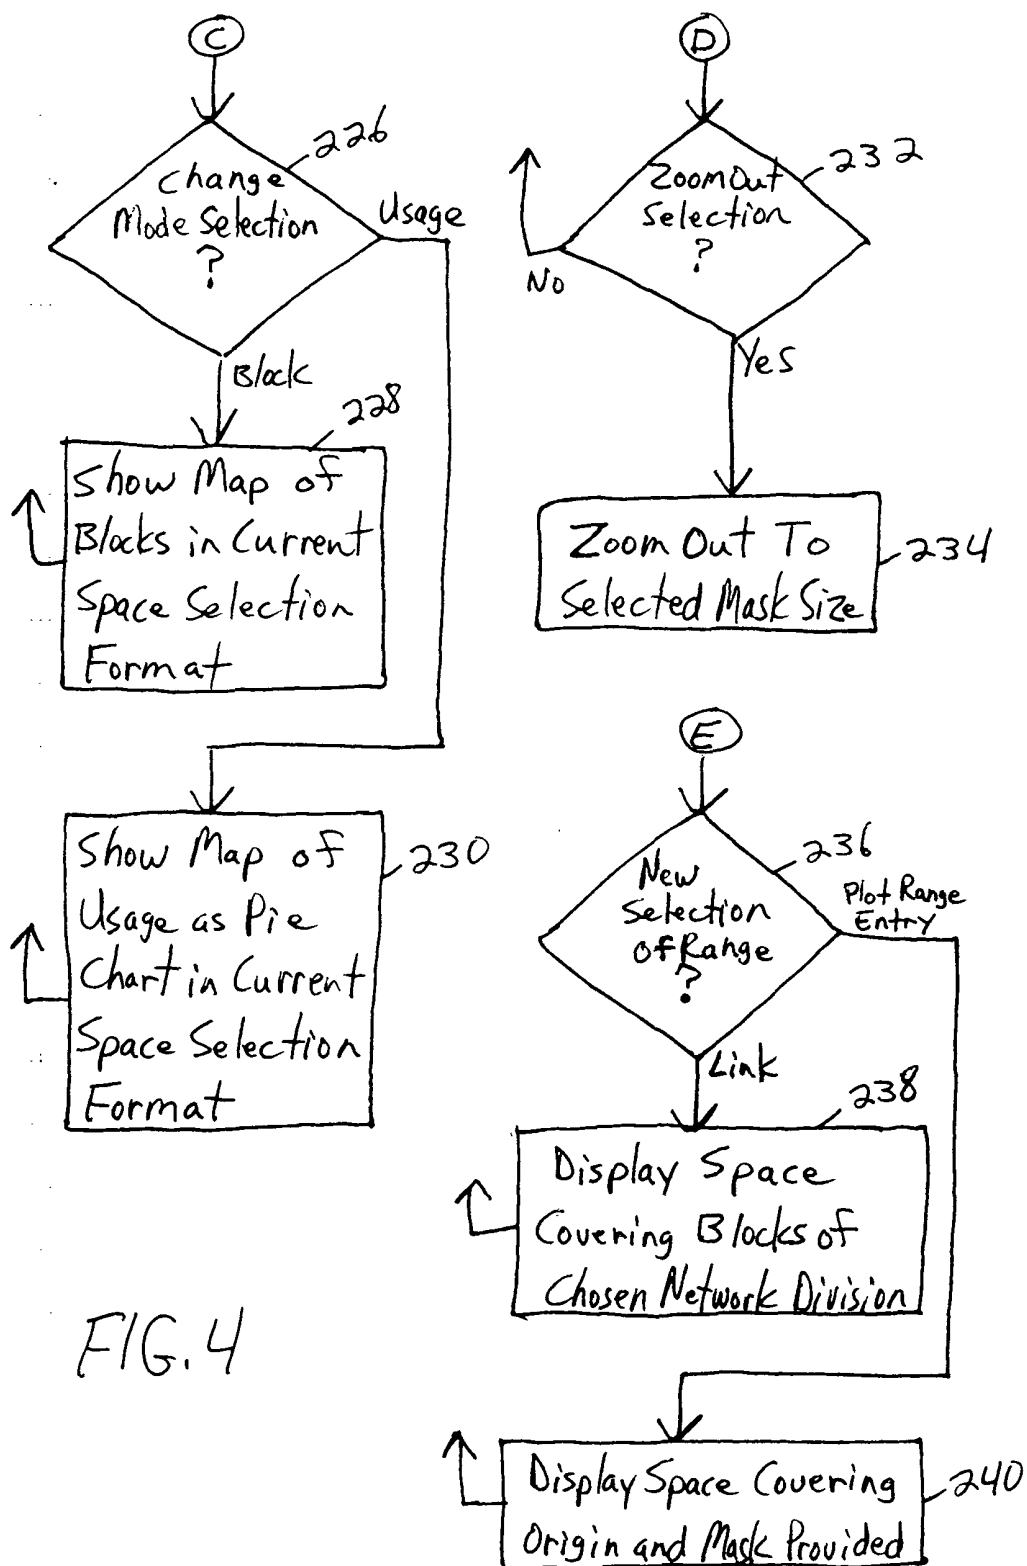 C
226
Change
Mode Selection
?
Usage
Block
228
Show Map of
Blocks in Current
Space Selection
Format
Show Map of
Usage as Pie
Chart in Current
Space Selection
Format
230
D
232
Zoom Out
Selection
?
No
Yes
Zoom Out To
Selected Mask Size
234
E
236
New
Selection
of Range
?
Plot Range
Entry
Link
238
Display Space
Covering Blocks of
Chosen Network Division
Display Space Covering
Origin and Mask Provided
240
FIG. 4